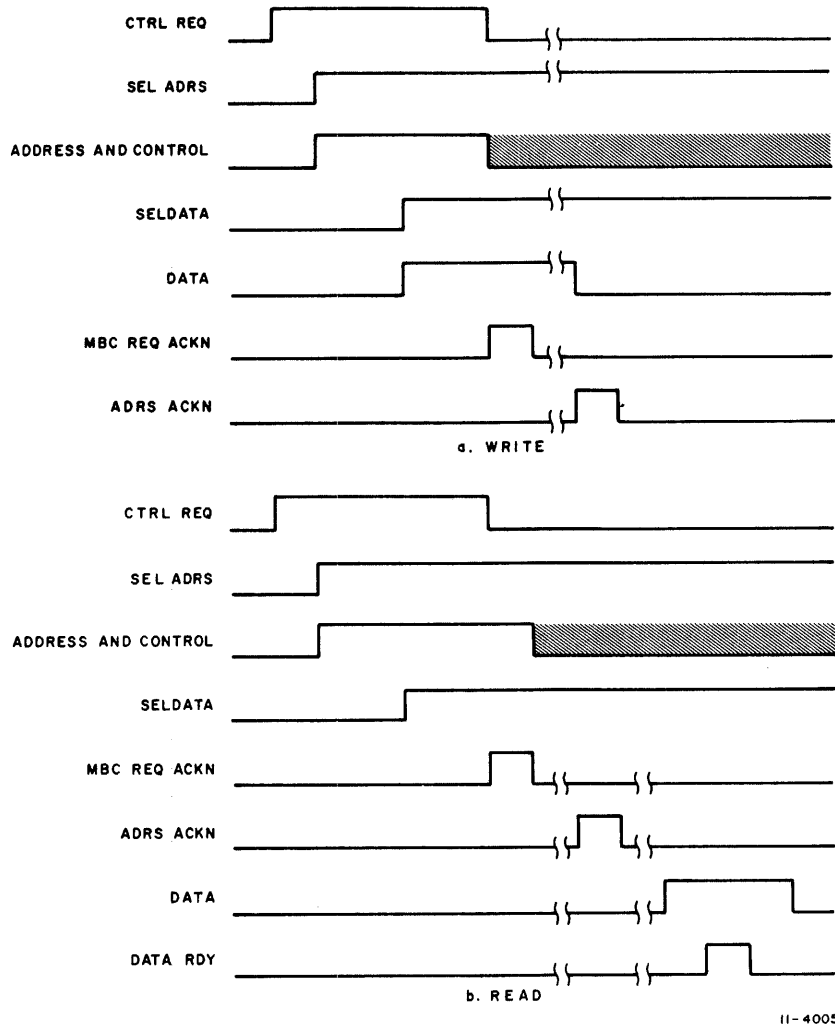 CTRL REQ
SEL ADRS
ADDRESS AND CONTROL
SELDATA
DATA
MBC REQ ACKN
ADRS ACKN
a. WRITE
CTRL REQ
SEL ADRS
ADDRESS AND CONTROL
SELDATA
MBC REQ ACKN
ADRS ACKN
DATA
DATA RDY
b. READ
11-4005